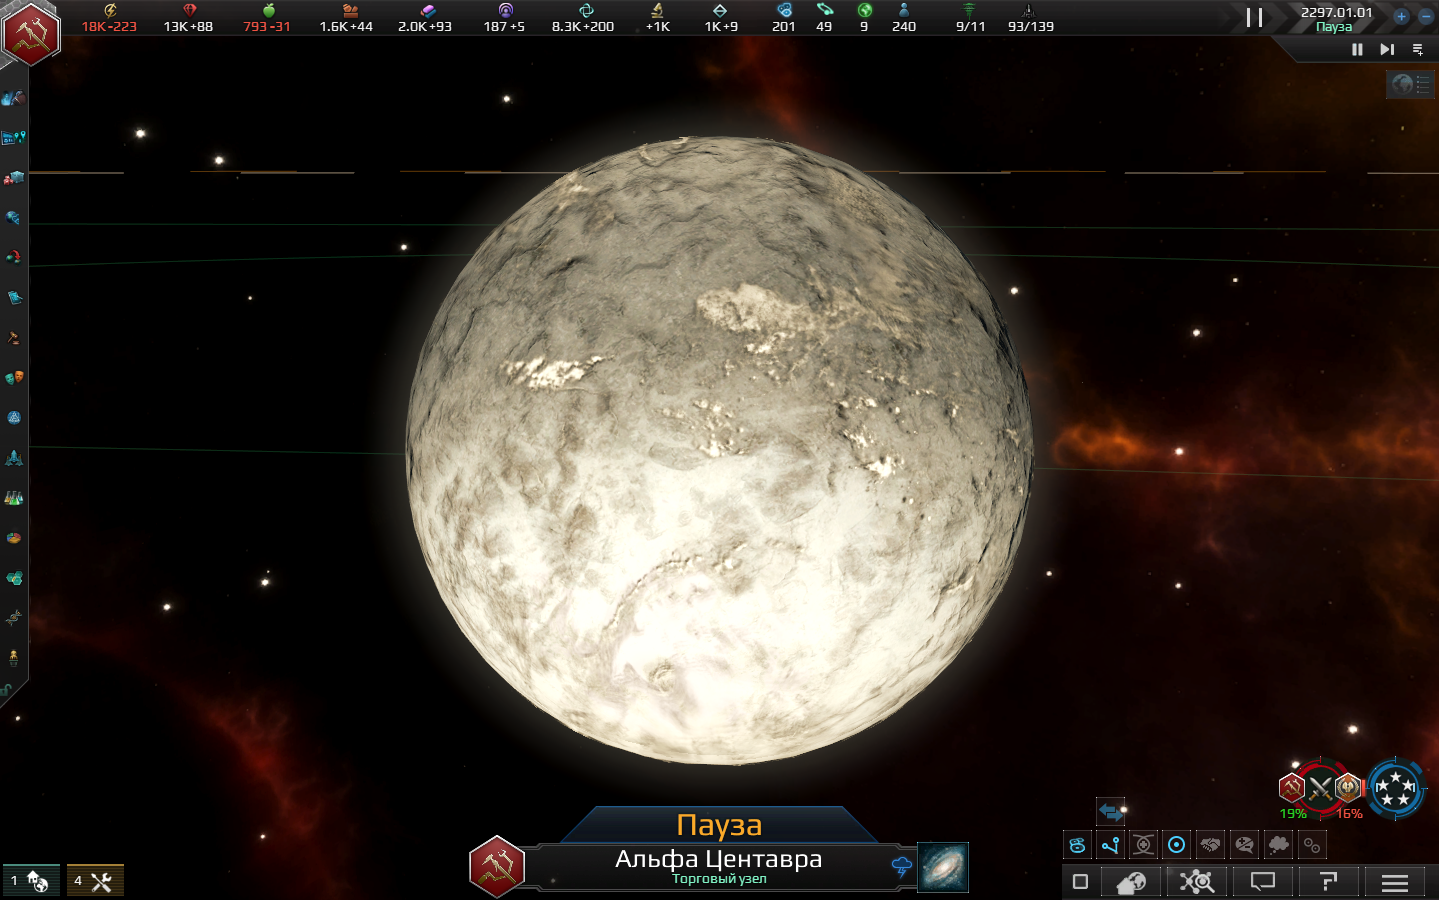 18K-223 13K+88 793-31 1.6K+44 2.0K+93 187+5 8.3K+200 +1K 1K+9 201 49 9 240 9/11 93/139
2297.01.01
Пауза
19% 16%
Пауза
Альфа Центавра
Торговый узел
1 4